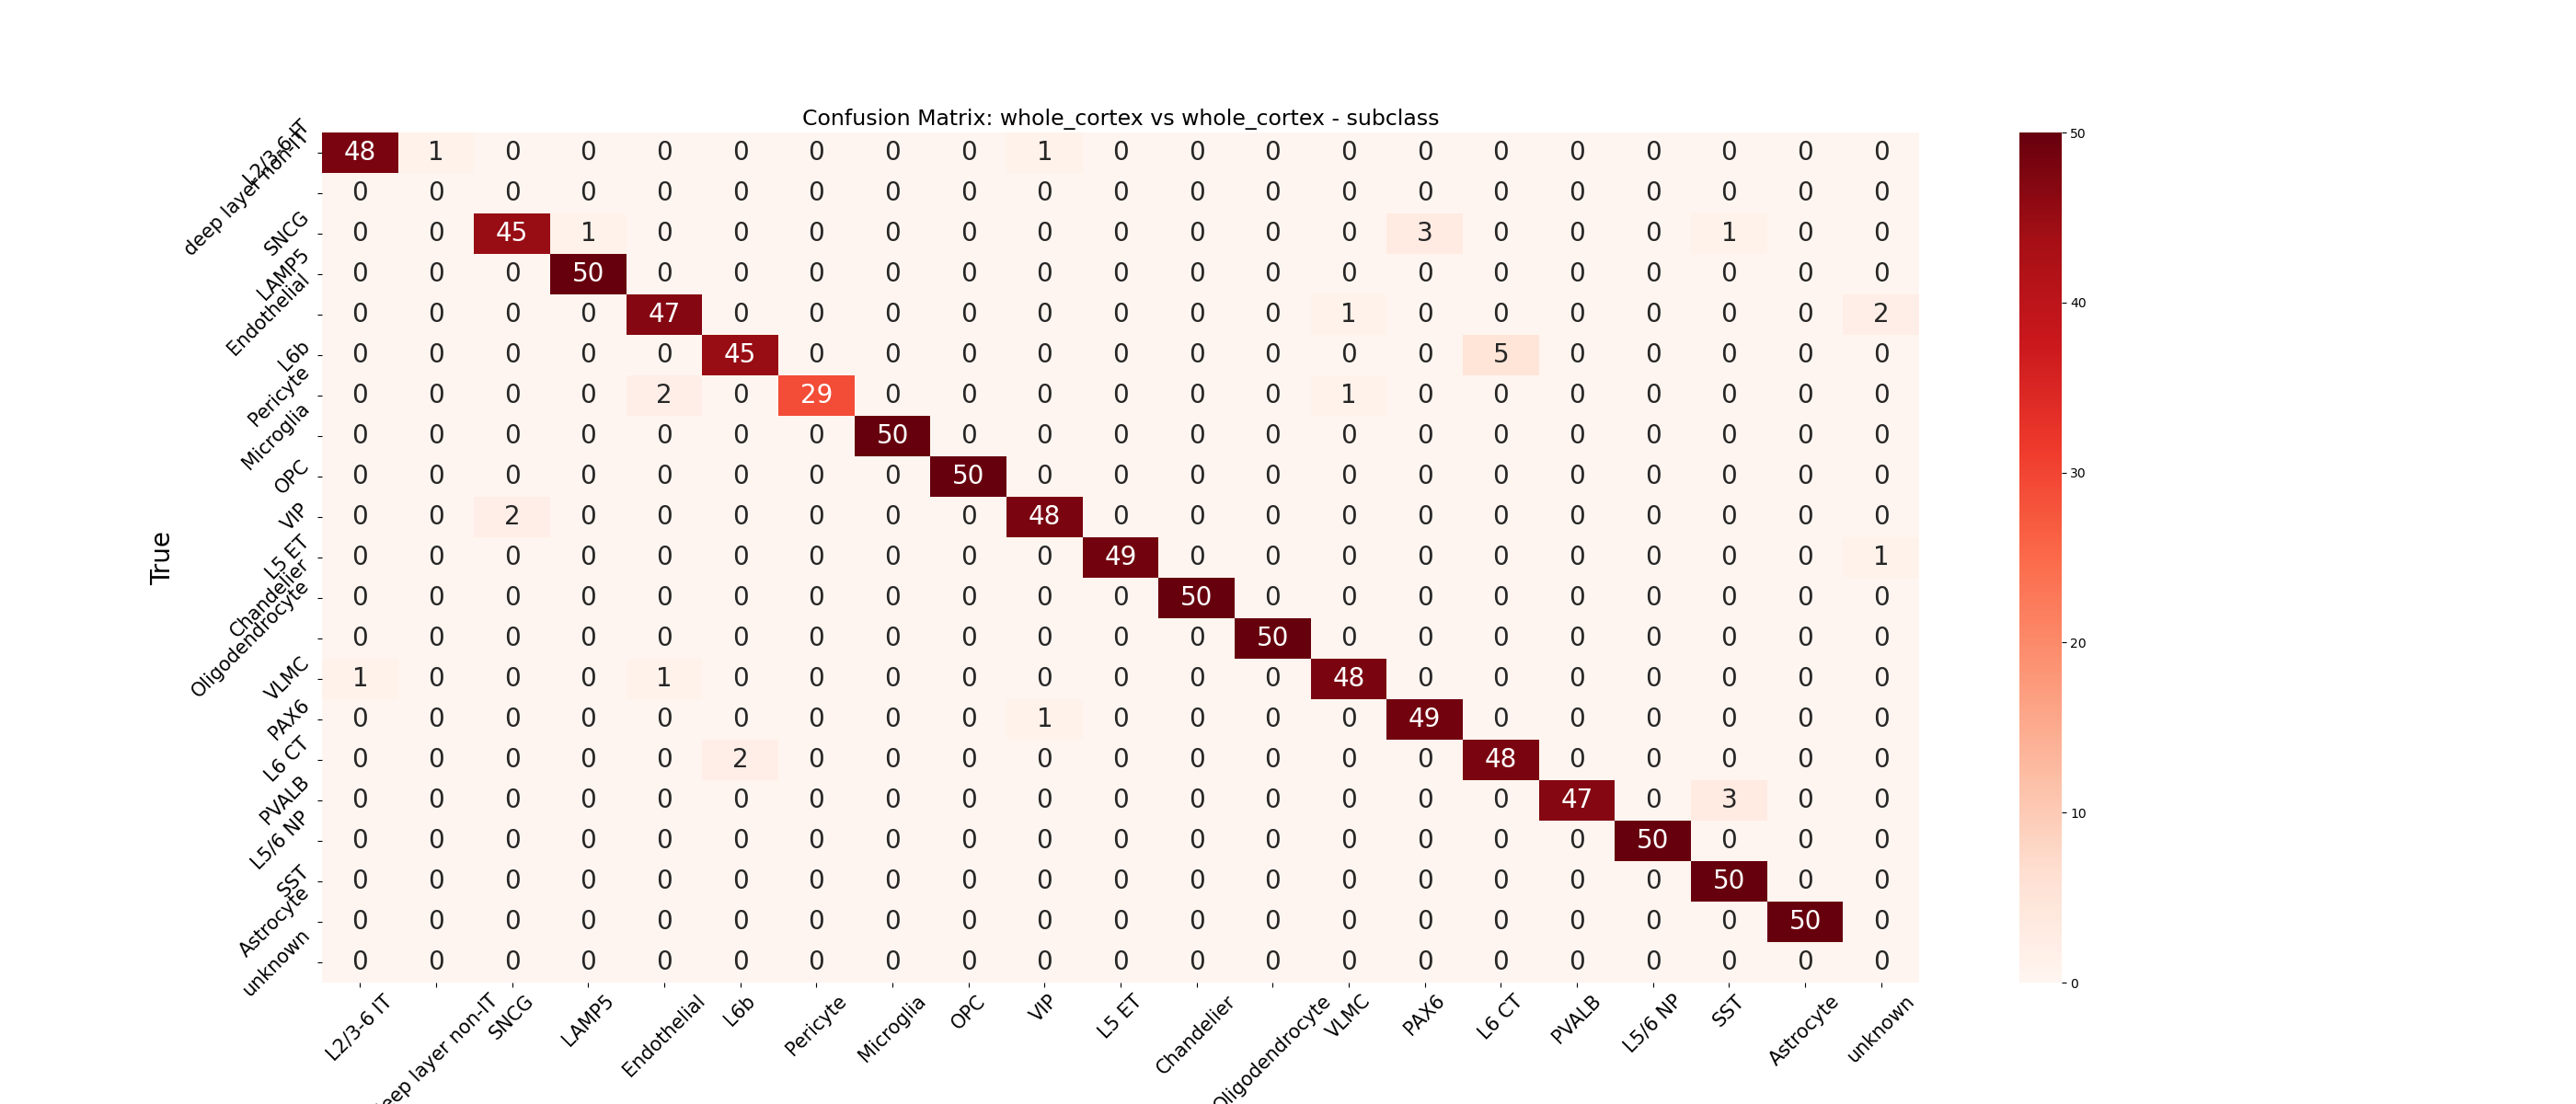 Confusion Matrix: whole_cortex vs whole_cortex - subclass
True
L2/3-6 IT 48 1 0 0 0 0 0 0 0 1 0 0 0 0 0 0 0 0 0 0 0
deep layer non-IT 0 0 0 0 0 0 0 0 0 0 0 0 0 0 0 0 0 0 0 0 0
SNCG 0 0 45 1 0 0 0 0 0 0 0 0 0 0 3 0 0 0 1 0 0
LAMP5 0 0 0 50 0 0 0 0 0 0 0 0 0 0 0 0 0 0 0 0 0
Endothelial 0 0 0 0 47 0 0 0 0 0 0 0 0 1 0 0 0 0 0 0 2
L6b 0 0 0 0 0 45 0 0 0 0 0 0 0 0 0 5 0 0 0 0 0
Pericyte 0 0 0 0 2 0 29 0 0 0 0 0 0 1 0 0 0 0 0 0 0
Microglia 0 0 0 0 0 0 0 50 0 0 0 0 0 0 0 0 0 0 0 0 0
OPC 0 0 0 0 0 0 0 0 50 0 0 0 0 0 0 0 0 0 0 0 0
VIP 0 0 2 0 0 0 0 0 0 48 0 0 0 0 0 0 0 0 0 0 0
L5 ET 0 0 0 0 0 0 0 0 0 0 49 0 0 0 0 0 0 0 0 0 1
Chandelier 0 0 0 0 0 0 0 0 0 0 0 50 0 0 0 0 0 0 0 0 0
Oligodendrocyte 0 0 0 0 0 0 0 0 0 0 0 0 50 0 0 0 0 0 0 0 0
VLMC 1 0 0 0 1 0 0 0 0 0 0 0 0 48 0 0 0 0 0 0 0
PAX6 0 0 0 0 0 0 0 0 0 1 0 0 0 0 49 0 0 0 0 0 0
L6 CT 0 0 0 0 0 2 0 0 0 0 0 0 0 0 0 48 0 0 0 0 0
PVALB 0 0 0 0 0 0 0 0 0 0 0 0 0 0 0 0 47 0 3 0 0
L5/6 NP 0 0 0 0 0 0 0 0 0 0 0 0 0 0 0 0 0 50 0 0 0
SST 0 0 0 0 0 0 0 0 0 0 0 0 0 0 0 0 0 0 50 0 0
Astrocyte 0 0 0 0 0 0 0 0 0 0 0 0 0 0 0 0 0 0 0 50 0
unknown 0 0 0 0 0 0 0 0 0 0 0 0 0 0 0 0 0 0 0 0 0
L2/3-6 IT
layer non-IT
SNCG
LAMP5
Endothelial
L6b
Pericyte
Microglia
OPC
VIP
L5 ET
Chandelier
Oligodendrocyte
VLMC
PAX6
L6 CT
PVALB
L5/6 NP
SST
Astrocyte
unknown
50
40
30
20
10
0